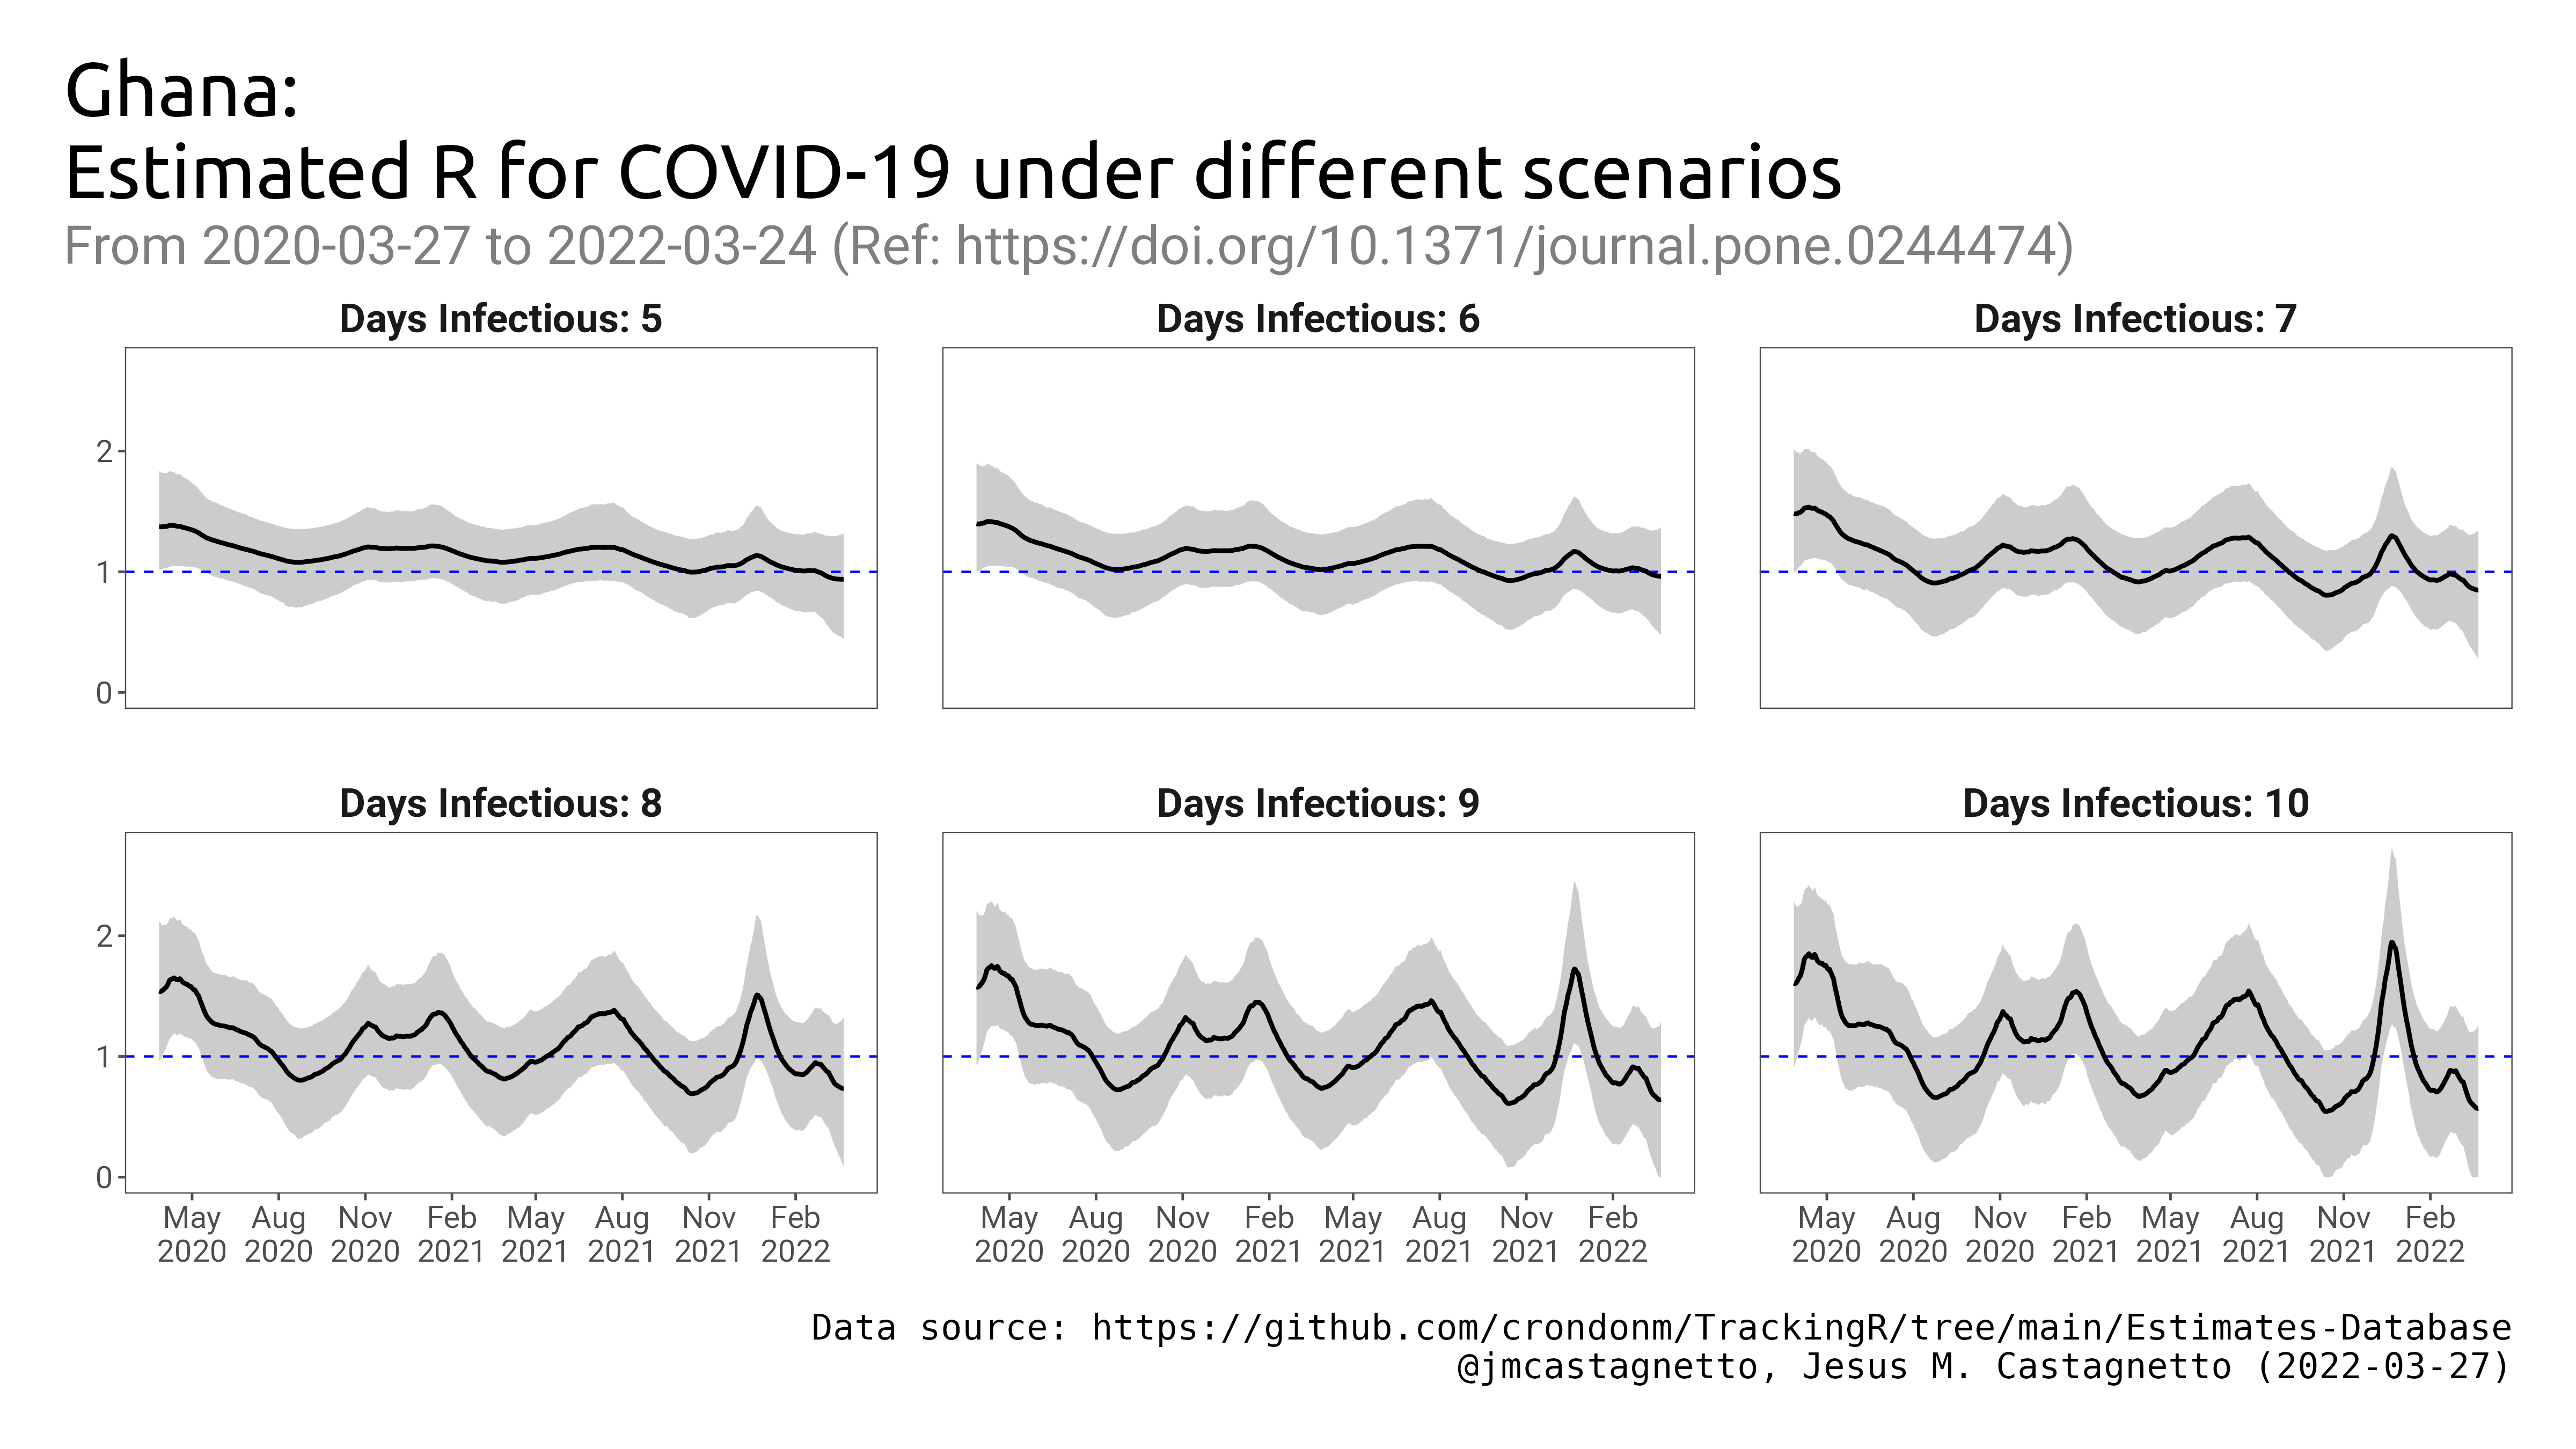 Ghana:
Estimated R for COVID-19 under different scenarios
From 2020-03-27 to 2022-03-24 (Ref: https://doi.org/10.1371/journal.pone.0244474)
Days Infectious: 5
Days Infectious: 6
Days Infectious: 7
2
1
0
Days Infectious: 8
Days Infectious: 9
Days Infectious: 10
2
1
0
May Aug Nov Feb May Aug Nov Feb
2020 2020 2020 2021 2021 2021 2021 2022
May Aug Nov Feb May Aug Nov Feb
2020 2020 2020 2021 2021 2021 2021 2022
May Aug Nov Feb May Aug Nov Feb
2020 2020 2020 2021 2021 2021 2021 2022
Data source: https://github.com/crondonm/TrackingR/tree/main/Estimates-Database
@jmcastagnetto, Jesus M. Castagnetto (2022-03-27)